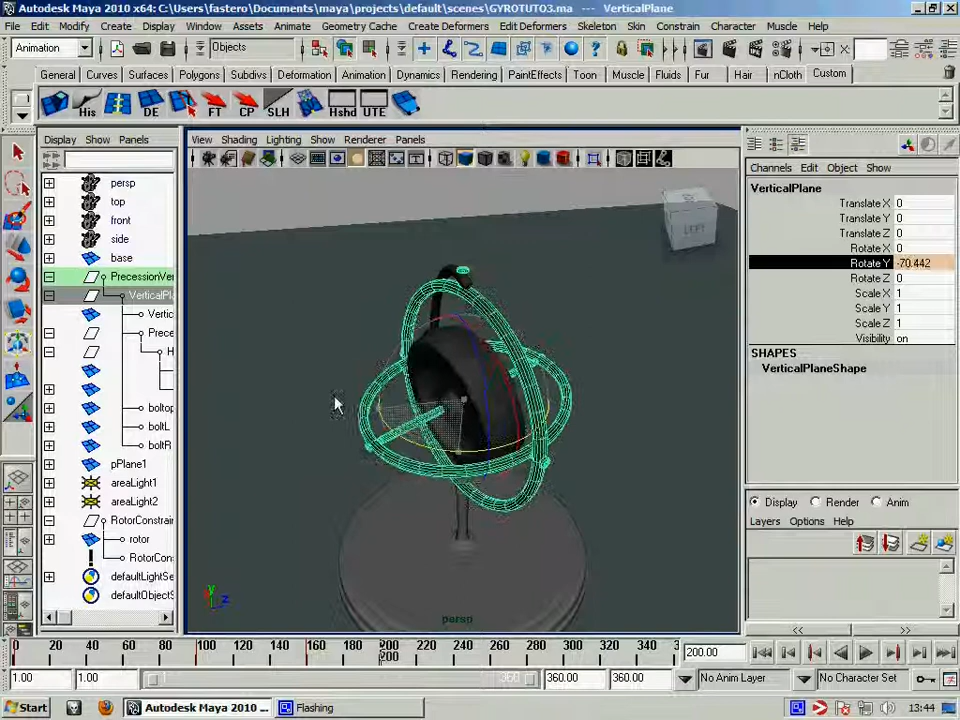 Autodesk Maya 2010 x64: C:\Users\fastero\Documents\maya\projects\default\scenes\GYROTUTO3.ma --- VerticalPlane
File Edit Modify Create Display Window Assets Animate Geometry Cache Create Deformers Edit Deformers Skeleton Skin Constrain Character Muscle Help
Animation Objects X:
General Curves Surfaces Polygons Subdivs Deformation Animation Dynamics Rendering PaintEffects Toon Muscle Fluids Fur Hair nCloth Custom
His DE FT CP SLH Hshd UTE
Display Show Panels
View Shading Lighting Show Renderer Panels
Channels Edit Object Show
persp
top
front
side
base
PrecessionVer
VerticalPla
Vertic
Prece
H
boltop
boltL
boltR
pPlane1
areaLight1
areaLight2
RotorConstrain
rotor
RotorCon
defaultLightSe
defaultObjectS
LEFT
y
z
persp
VerticalPlane
Translate X 0
Translate Y 0
Translate Z 0
Rotate X 0
Rotate Y -70.442
Rotate Z 0
Scale X 1
Scale Y 1
Scale Z 1
Visibility on
SHAPES
VerticalPlaneShape
Display Render Anim
Layers Options Help
0 20 40 60 80 100 120 140 160 180 200 220 240 260 280 300 320 340 3
200
200.00
1.00 1.00 1 360 360.00 360.00 No Anim Layer No Character Set
Start Autodesk Maya 2010 ... Flashing 13:44